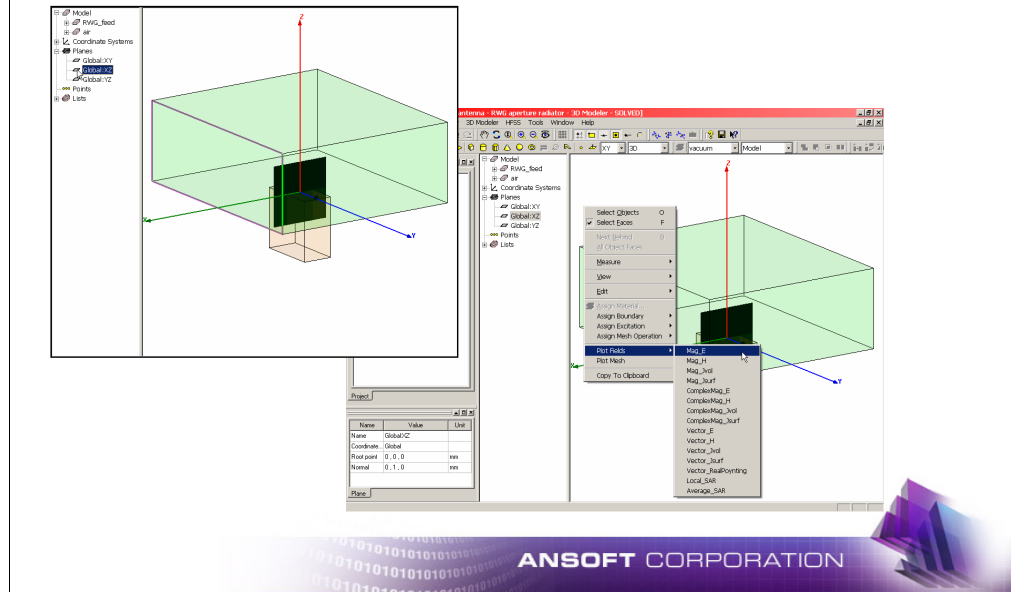 Model
RWG_feed
air
Coordinate Systems
Planes
Global:XY
Global:XZ
Global:YZ
Points
Lists
Z
X
Y
antenna - RWG aperture radiator - 3D Modeler - SOLVED]
3D Modeler HFSS Tools Window Help
XY 3D vacuum Model
Model
RWG_feed
air
Coordinate Systems
Planes
Global:XY
Global:XZ
Global:YZ
Points
Lists
Z
X
Y
Select Objects O
Select Faces F
Next Behind B
All Object Faces
Measure
View
Edit
Assign Material...
Assign Boundary
Assign Excitation
Assign Mesh Operation
Plot Fields
Plot Mesh
Copy To Clipboard
Mag_E
Mag_H
Mag_Jvol
Mag_Jsurf
ComplexMag_E
ComplexMag_H
ComplexMag_Jvol
ComplexMag_Jsurf
Vector_E
Vector_H
Vector_Jvol
Vector_Jsurf
Vector_RealPoynting
Local_SAR
Average_SAR
Project
Name Value Unit
Name Global:XZ
Coordinate... Global
Root point 0, 0, 0 mm
Normal 0, 1, 0 mm
Plane
ANSOFT CORPORATION